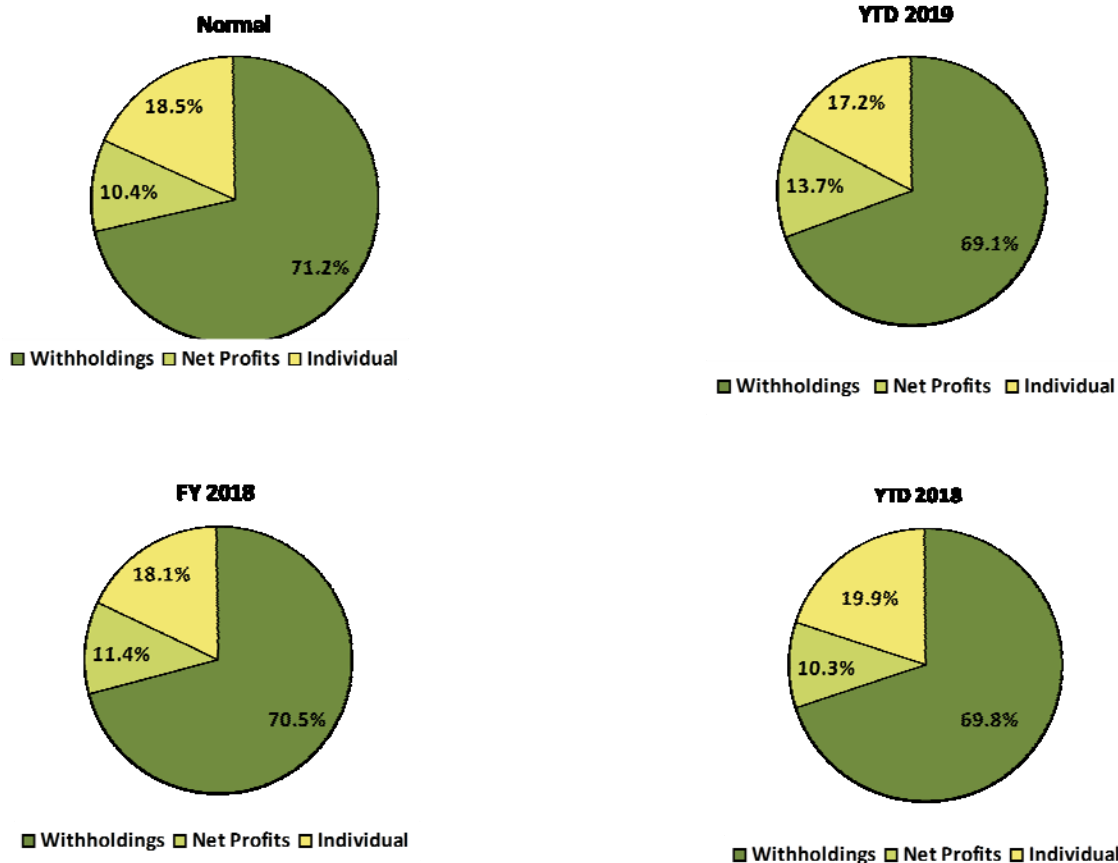 Normal
18.5%
10.4%
71.2%
Withholdings Net Profits Individual
YTD 2019
17.2%
13.7%
69.1%
Withholdings Net Profits Individual
FY 2018
18.1%
11.4%
70.5%
Withholdings Net Profits Individual
YTD 2018
19.9%
10.3%
69.8%
Withholdings Net Profits Individual